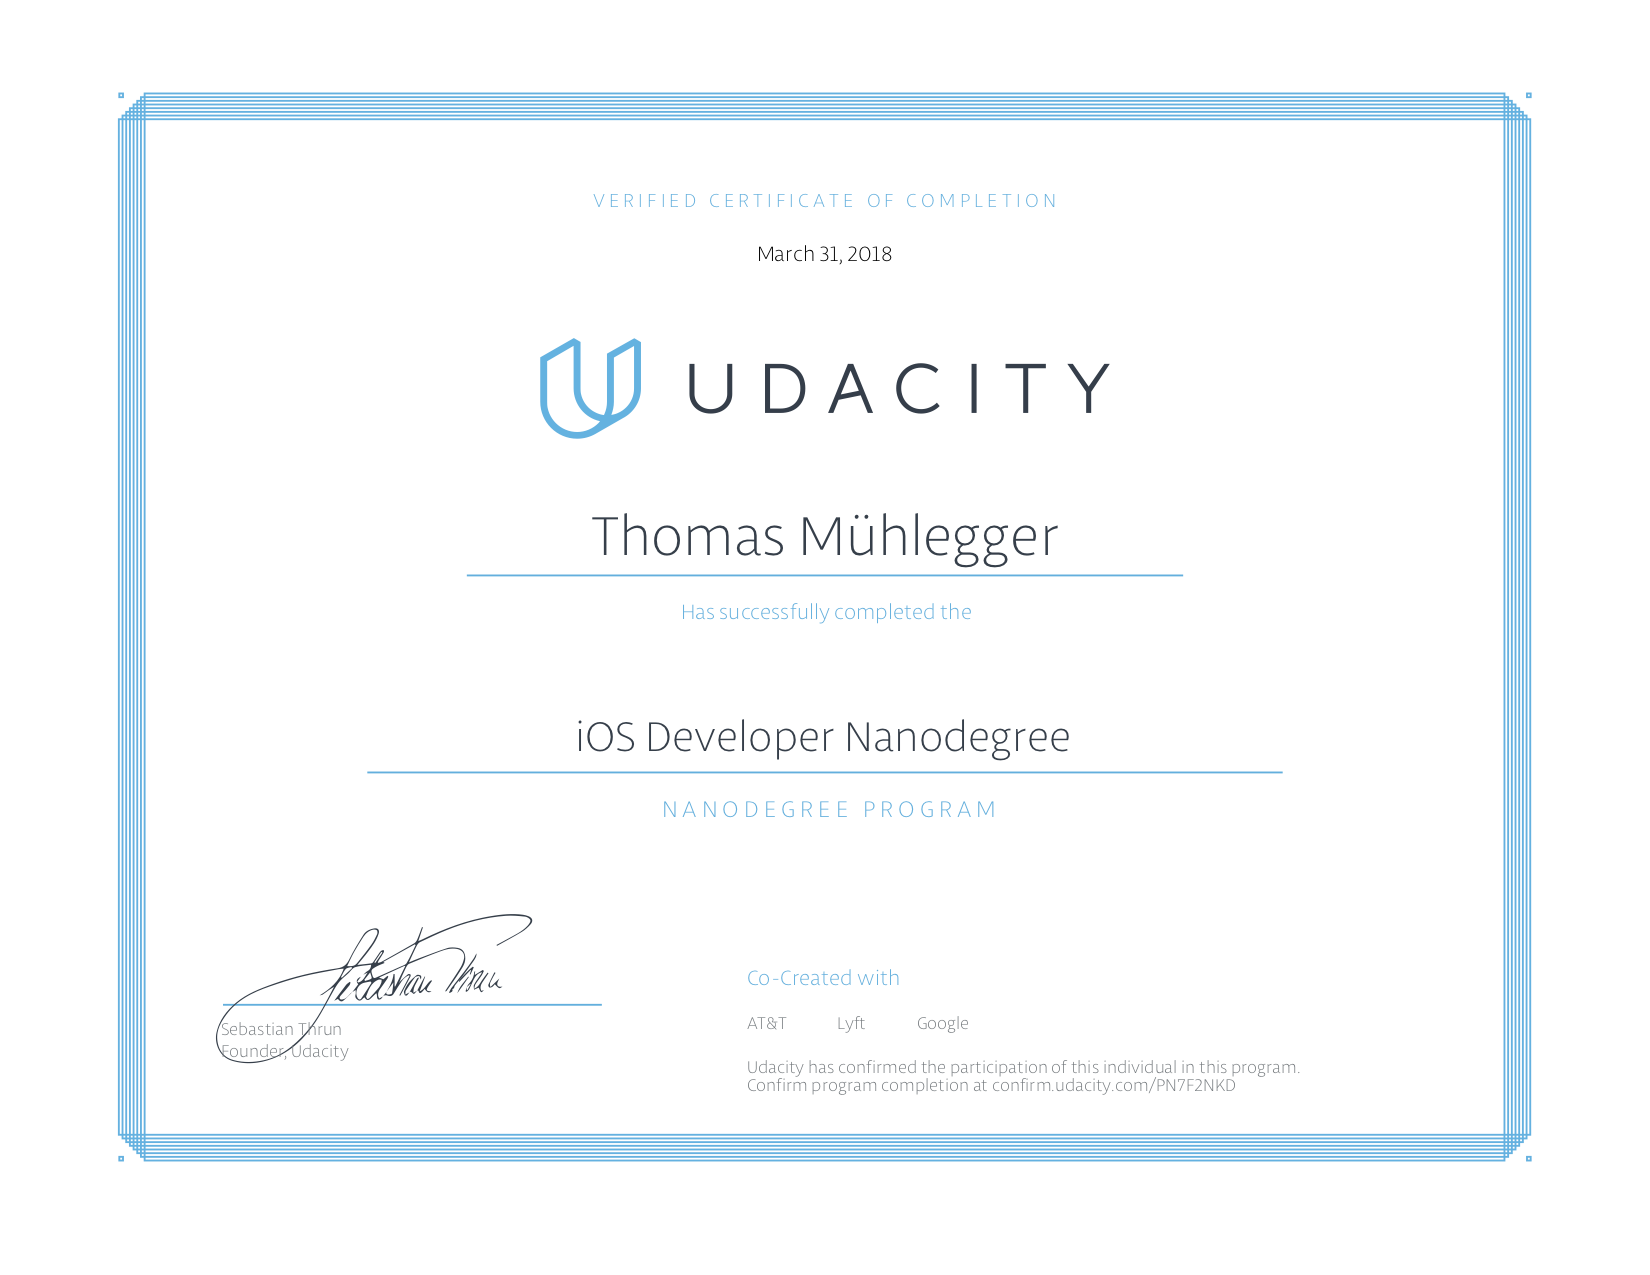 VERIFIED CERTIFICATE OF COMPLETION
March 31, 2018
UDACITY
Thomas Mühlegger
Has successfully completed the
iOS Developer Nanodegree
NANODEGREE PROGRAM
Sebastian Thrun
Sebastian Thrun
Founder, Udacity
Co-Created with
AT&T Lyft Google
Udacity has confirmed the participation of this individual in this program.
Confirm program completion at confirm.udacity.com/PN7F2NKD